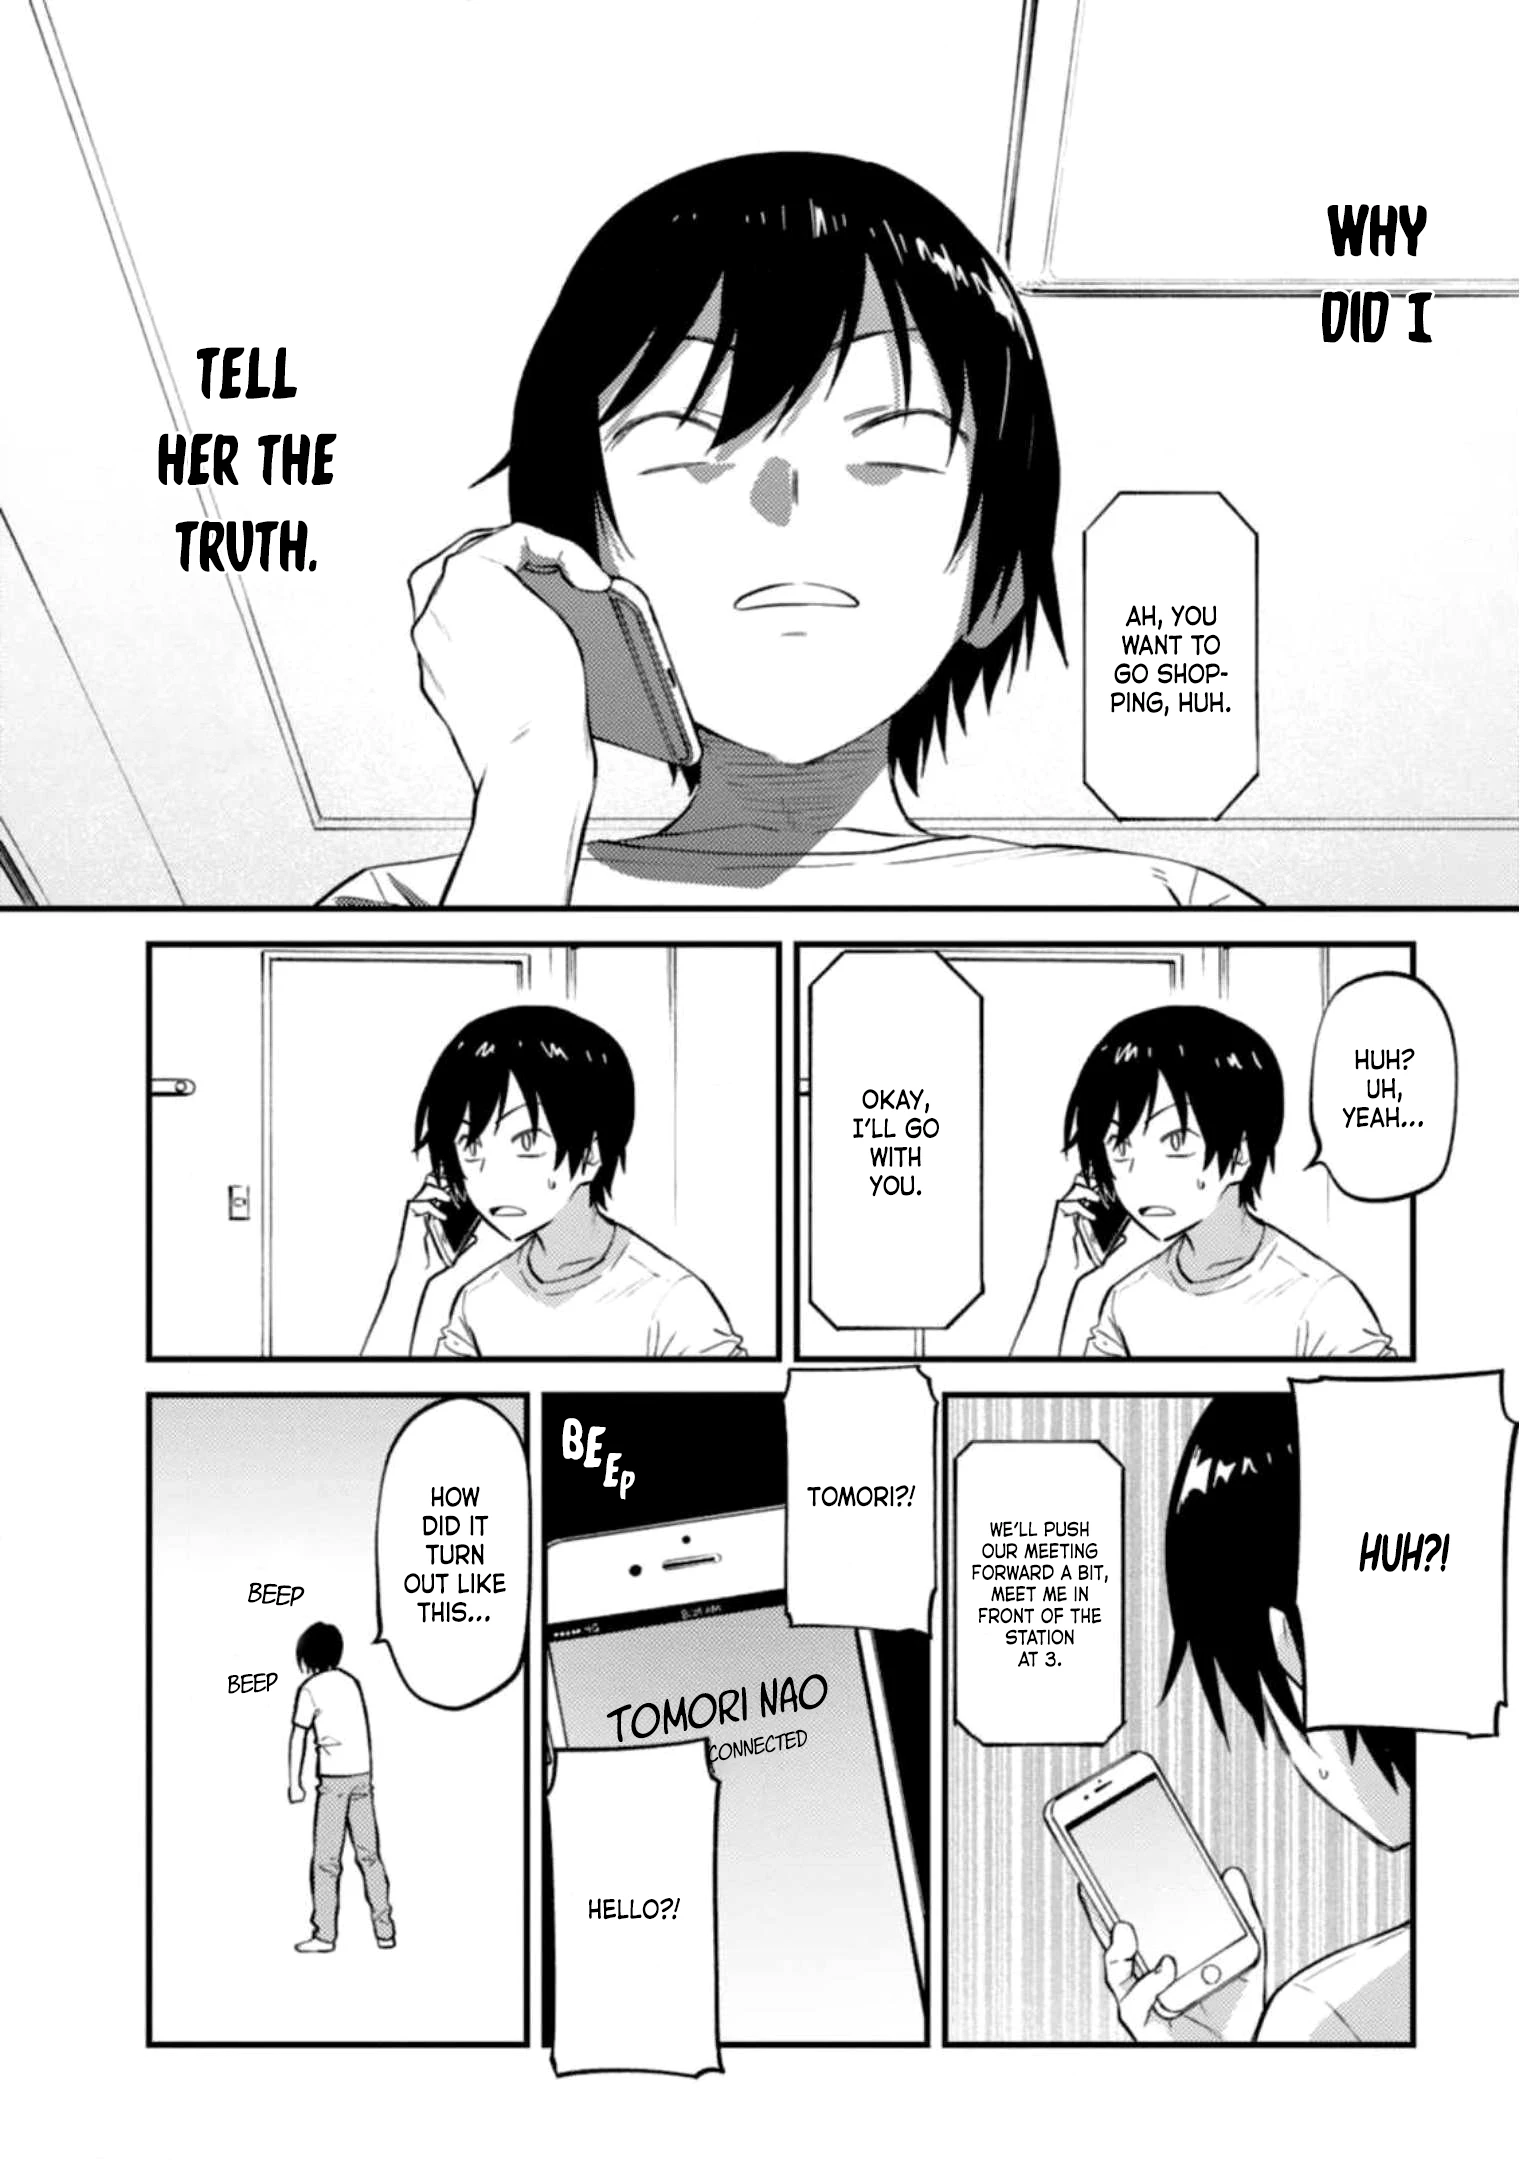 WHY
DID I
TELL
HER THE
TRUTH.
AH, YOU
WANT TO
GO SHOP-
PING, HUH.
HUH?
UH,
YEAH...
OKAY,
I'LL GO
WITH
YOU.
HUH?!
WE'LL PUSH
OUR MEETING
FORWARD A BIT,
MEET ME IN
FRONT OF THE
STATION
AT 3.
TOMORI?!
BEEP
4G
TOMORI NAO
CONNECTED
HELLO?!
HOW
DID IT
TURN
OUT LIKE
THIS...
BEEP
BEEP